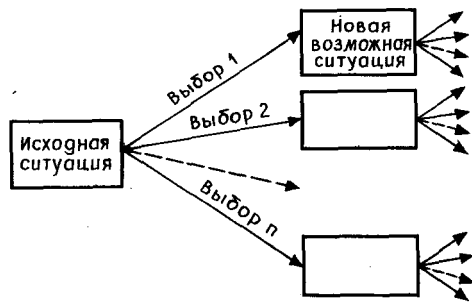 Новая
возможная
ситуация
Выбор 1
Выбор 2
Исходная
ситуация
Выбор n